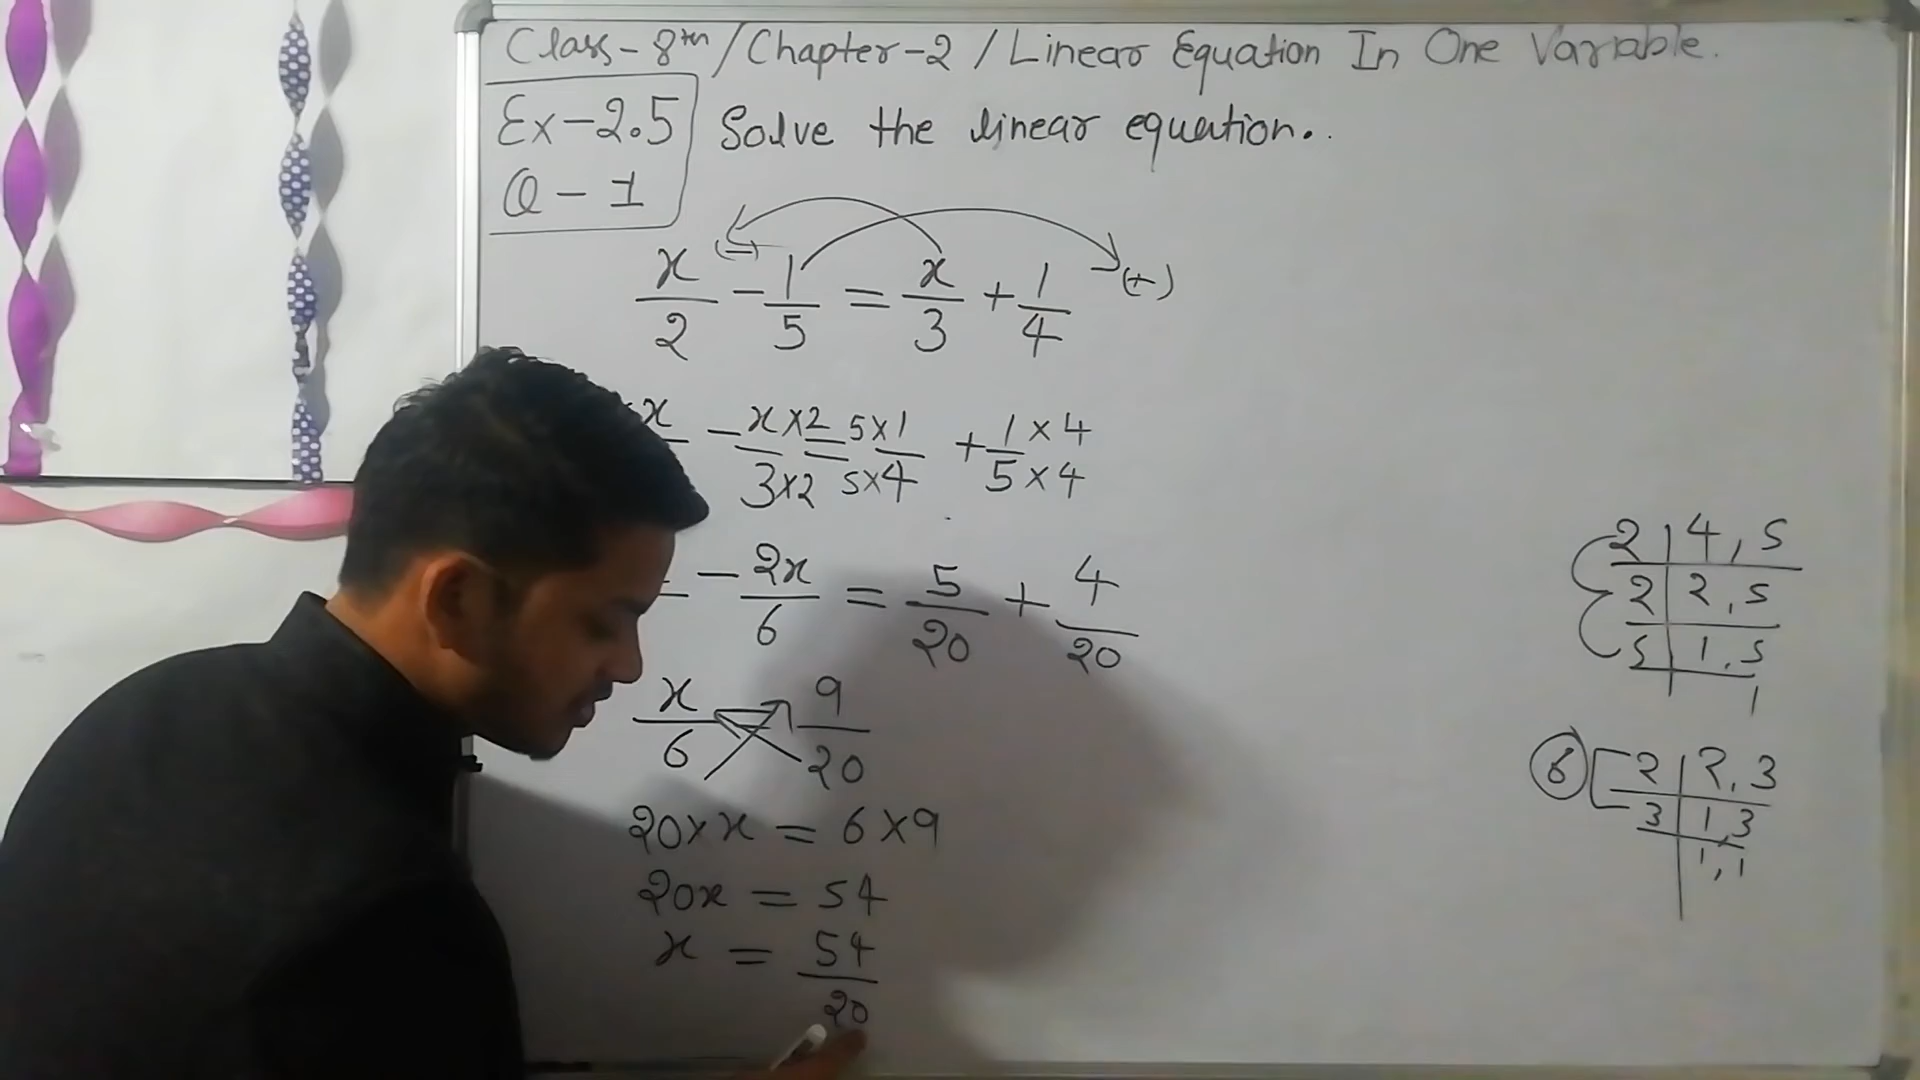 Class-8th/Chapter-2/Linear Equation In One Variable.
Ex-2.5 Solve the linear equation..
Q-1
(-)
x/2 - 1/5 = x/3 + 1/4 (+)
x - x×2/3×2 = 5×1/5×4 + 1×4/5×4
- 2x/6 = 5/20 + 4/20
x/6 = 9/20
20×x = 6×9
20x = 54
x = 54/20
2 | 4, 5
2 | 2, 5
5 | 1, 5
1
6 2 | 2, 3
3 | 1, 3
1, 1